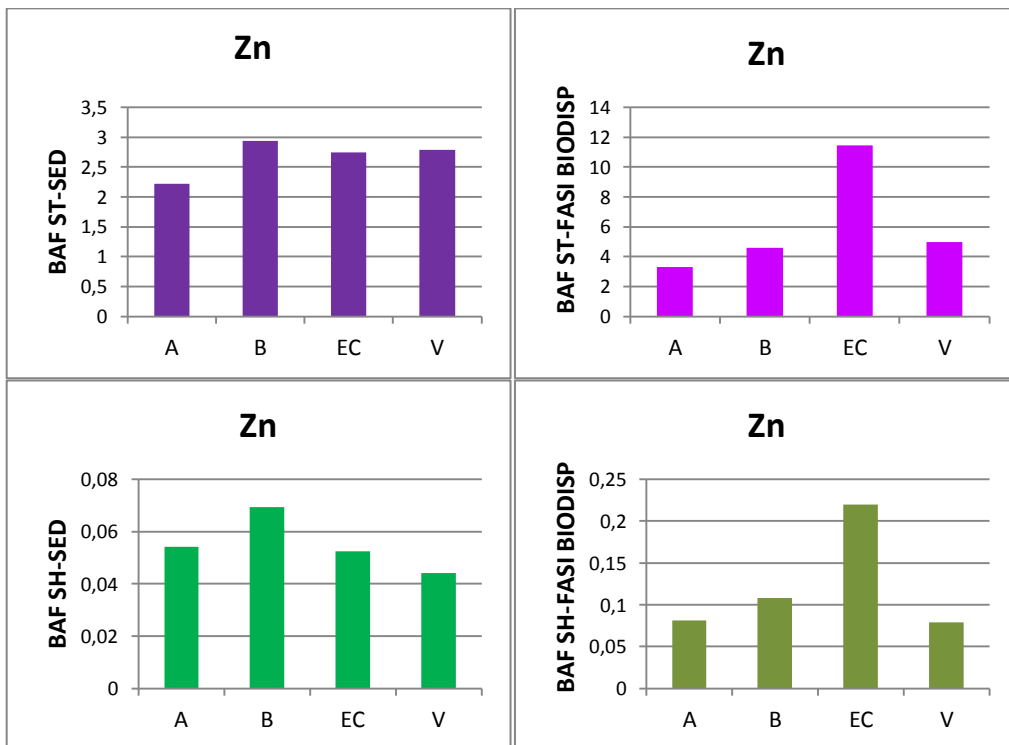 Zn
BAF ST-SED
3,5
3
2,5
2
1,5
1
0,5
0
A B EC V
Zn
BAF ST-FASI BIODISP
14
12
10
8
6
4
2
0
A B EC V
Zn
BAF SH-SED
0,08
0,06
0,04
0,02
0
A B EC V
Zn
BAF SH-FASI BIODISP
0,25
0,2
0,15
0,1
0,05
0
A B EC V